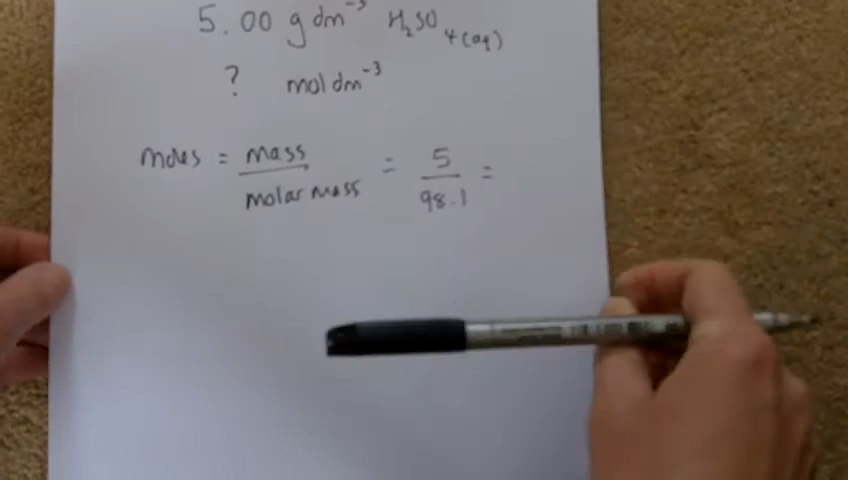 5.00 g dm⁻³ H₂SO₄(aq)
? mol dm⁻³
moles = mass / molar mass = 5 / 98.1 =